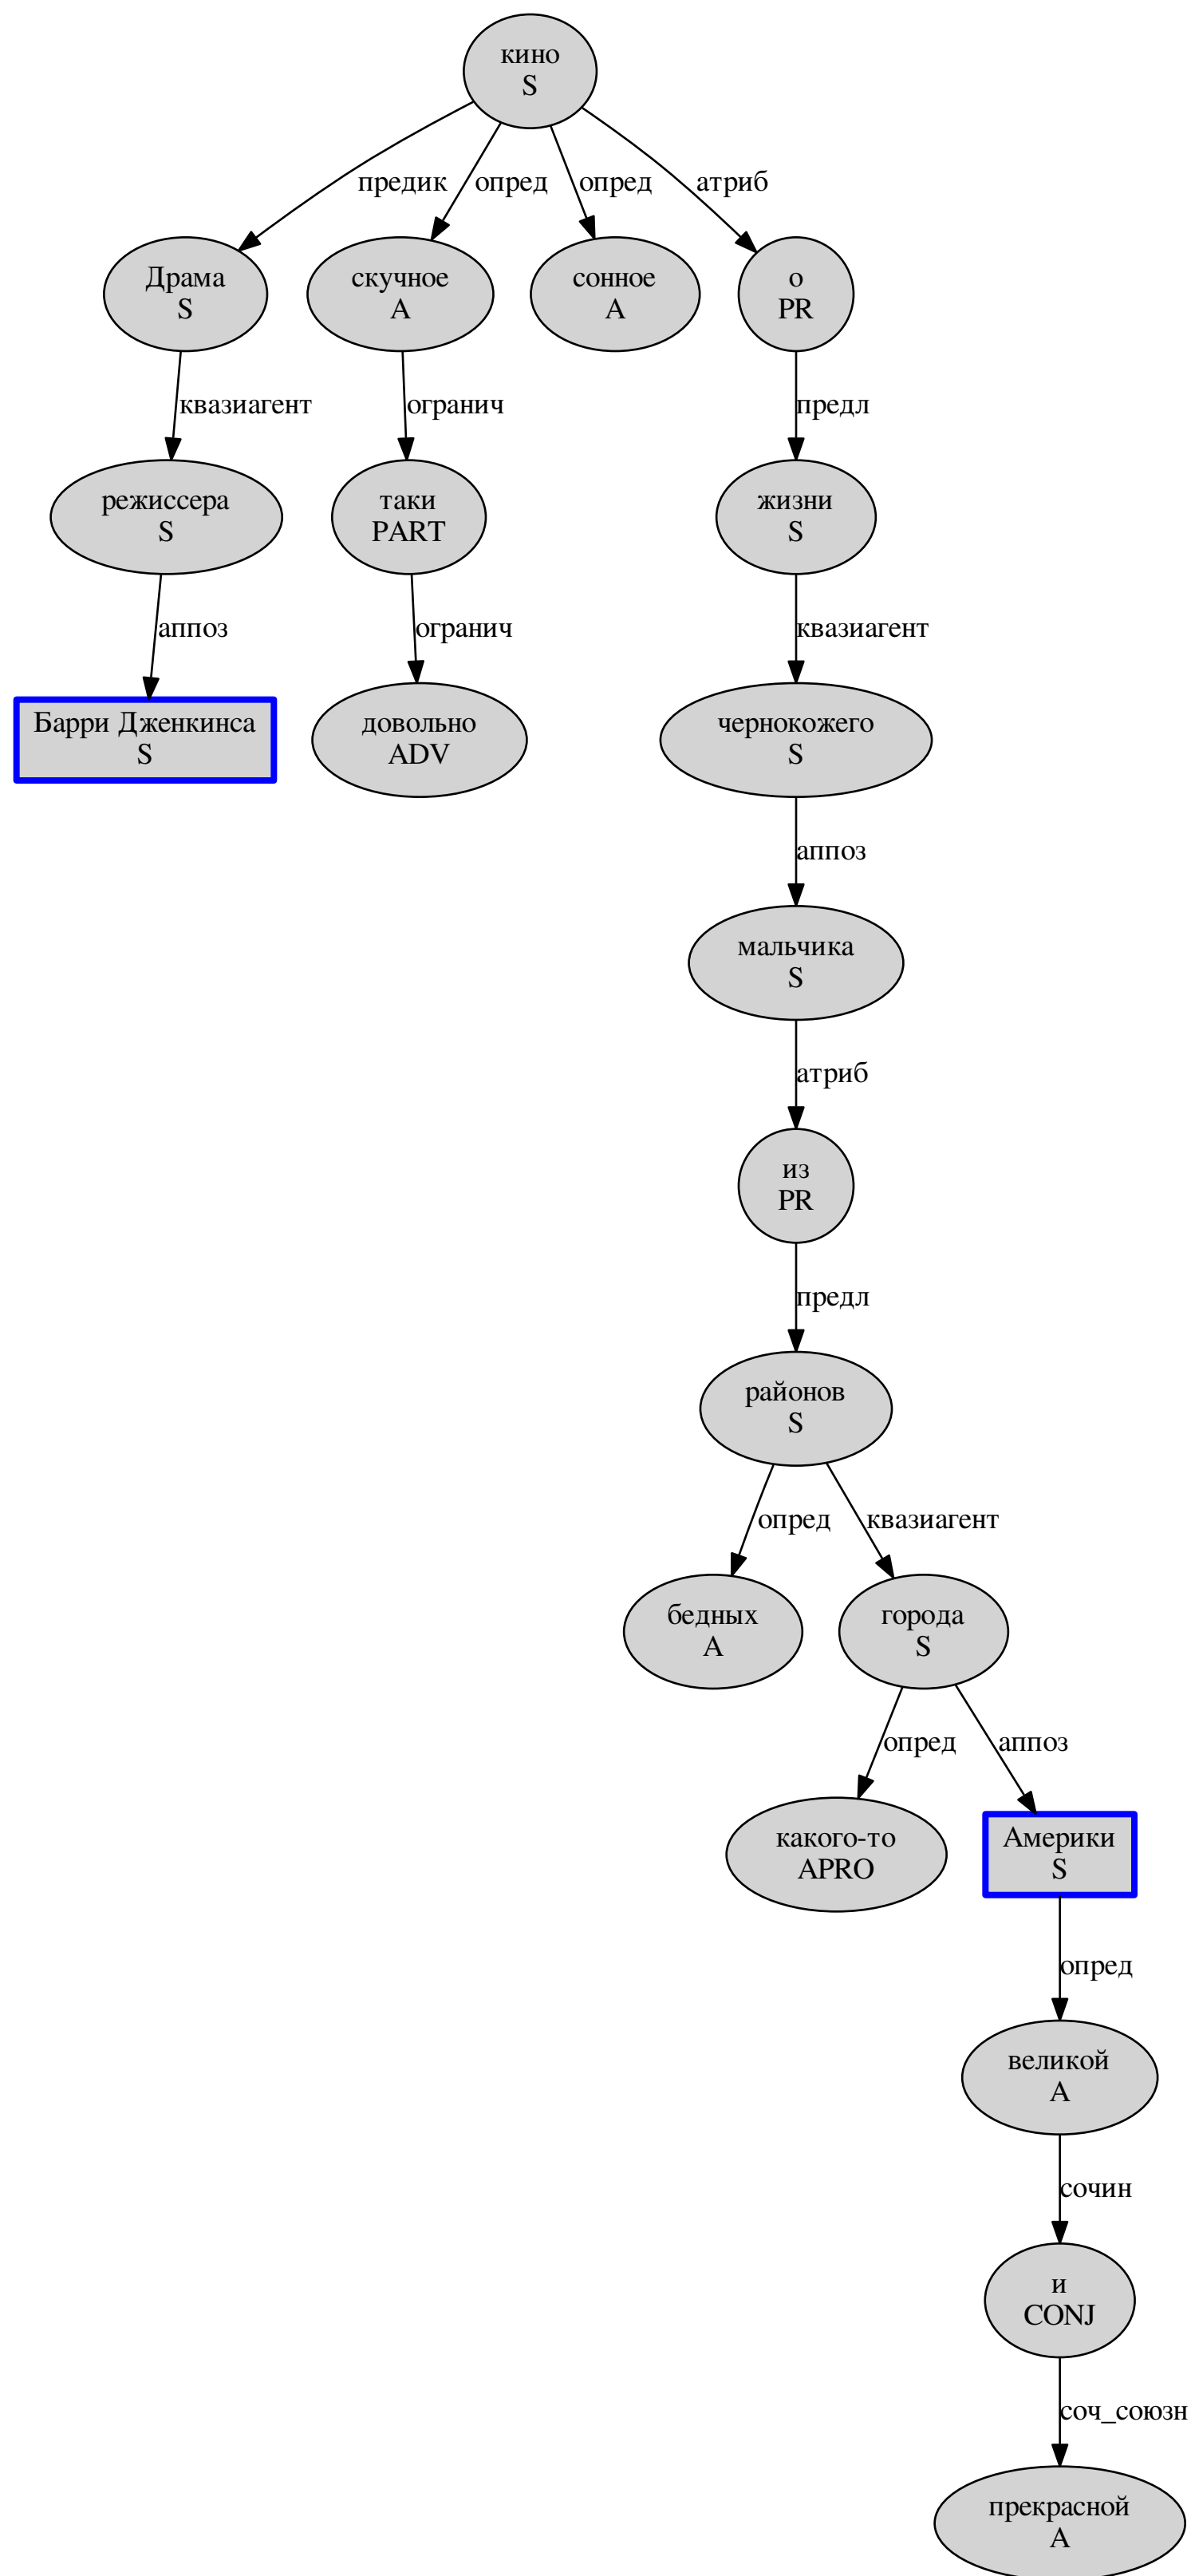 кино
S
предик
опред
опред
атриб
Драма
S
скучное
A
сонное
A
о
PR
квазиагент
огранич
предл
режиссера
S
таки
PART
жизни
S
аппоз
огранич
квазиагент
Барри Дженкинса
S
довольно
ADV
чернокожего
S
аппоз
мальчика
S
атриб
из
PR
предл
районов
S
опред
квазиагент
бедных
A
города
S
опред
аппоз
какого-то
APRO
Америки
S
опред
великой
A
сочин
и
CONJ
соч_союзн
прекрасной
A